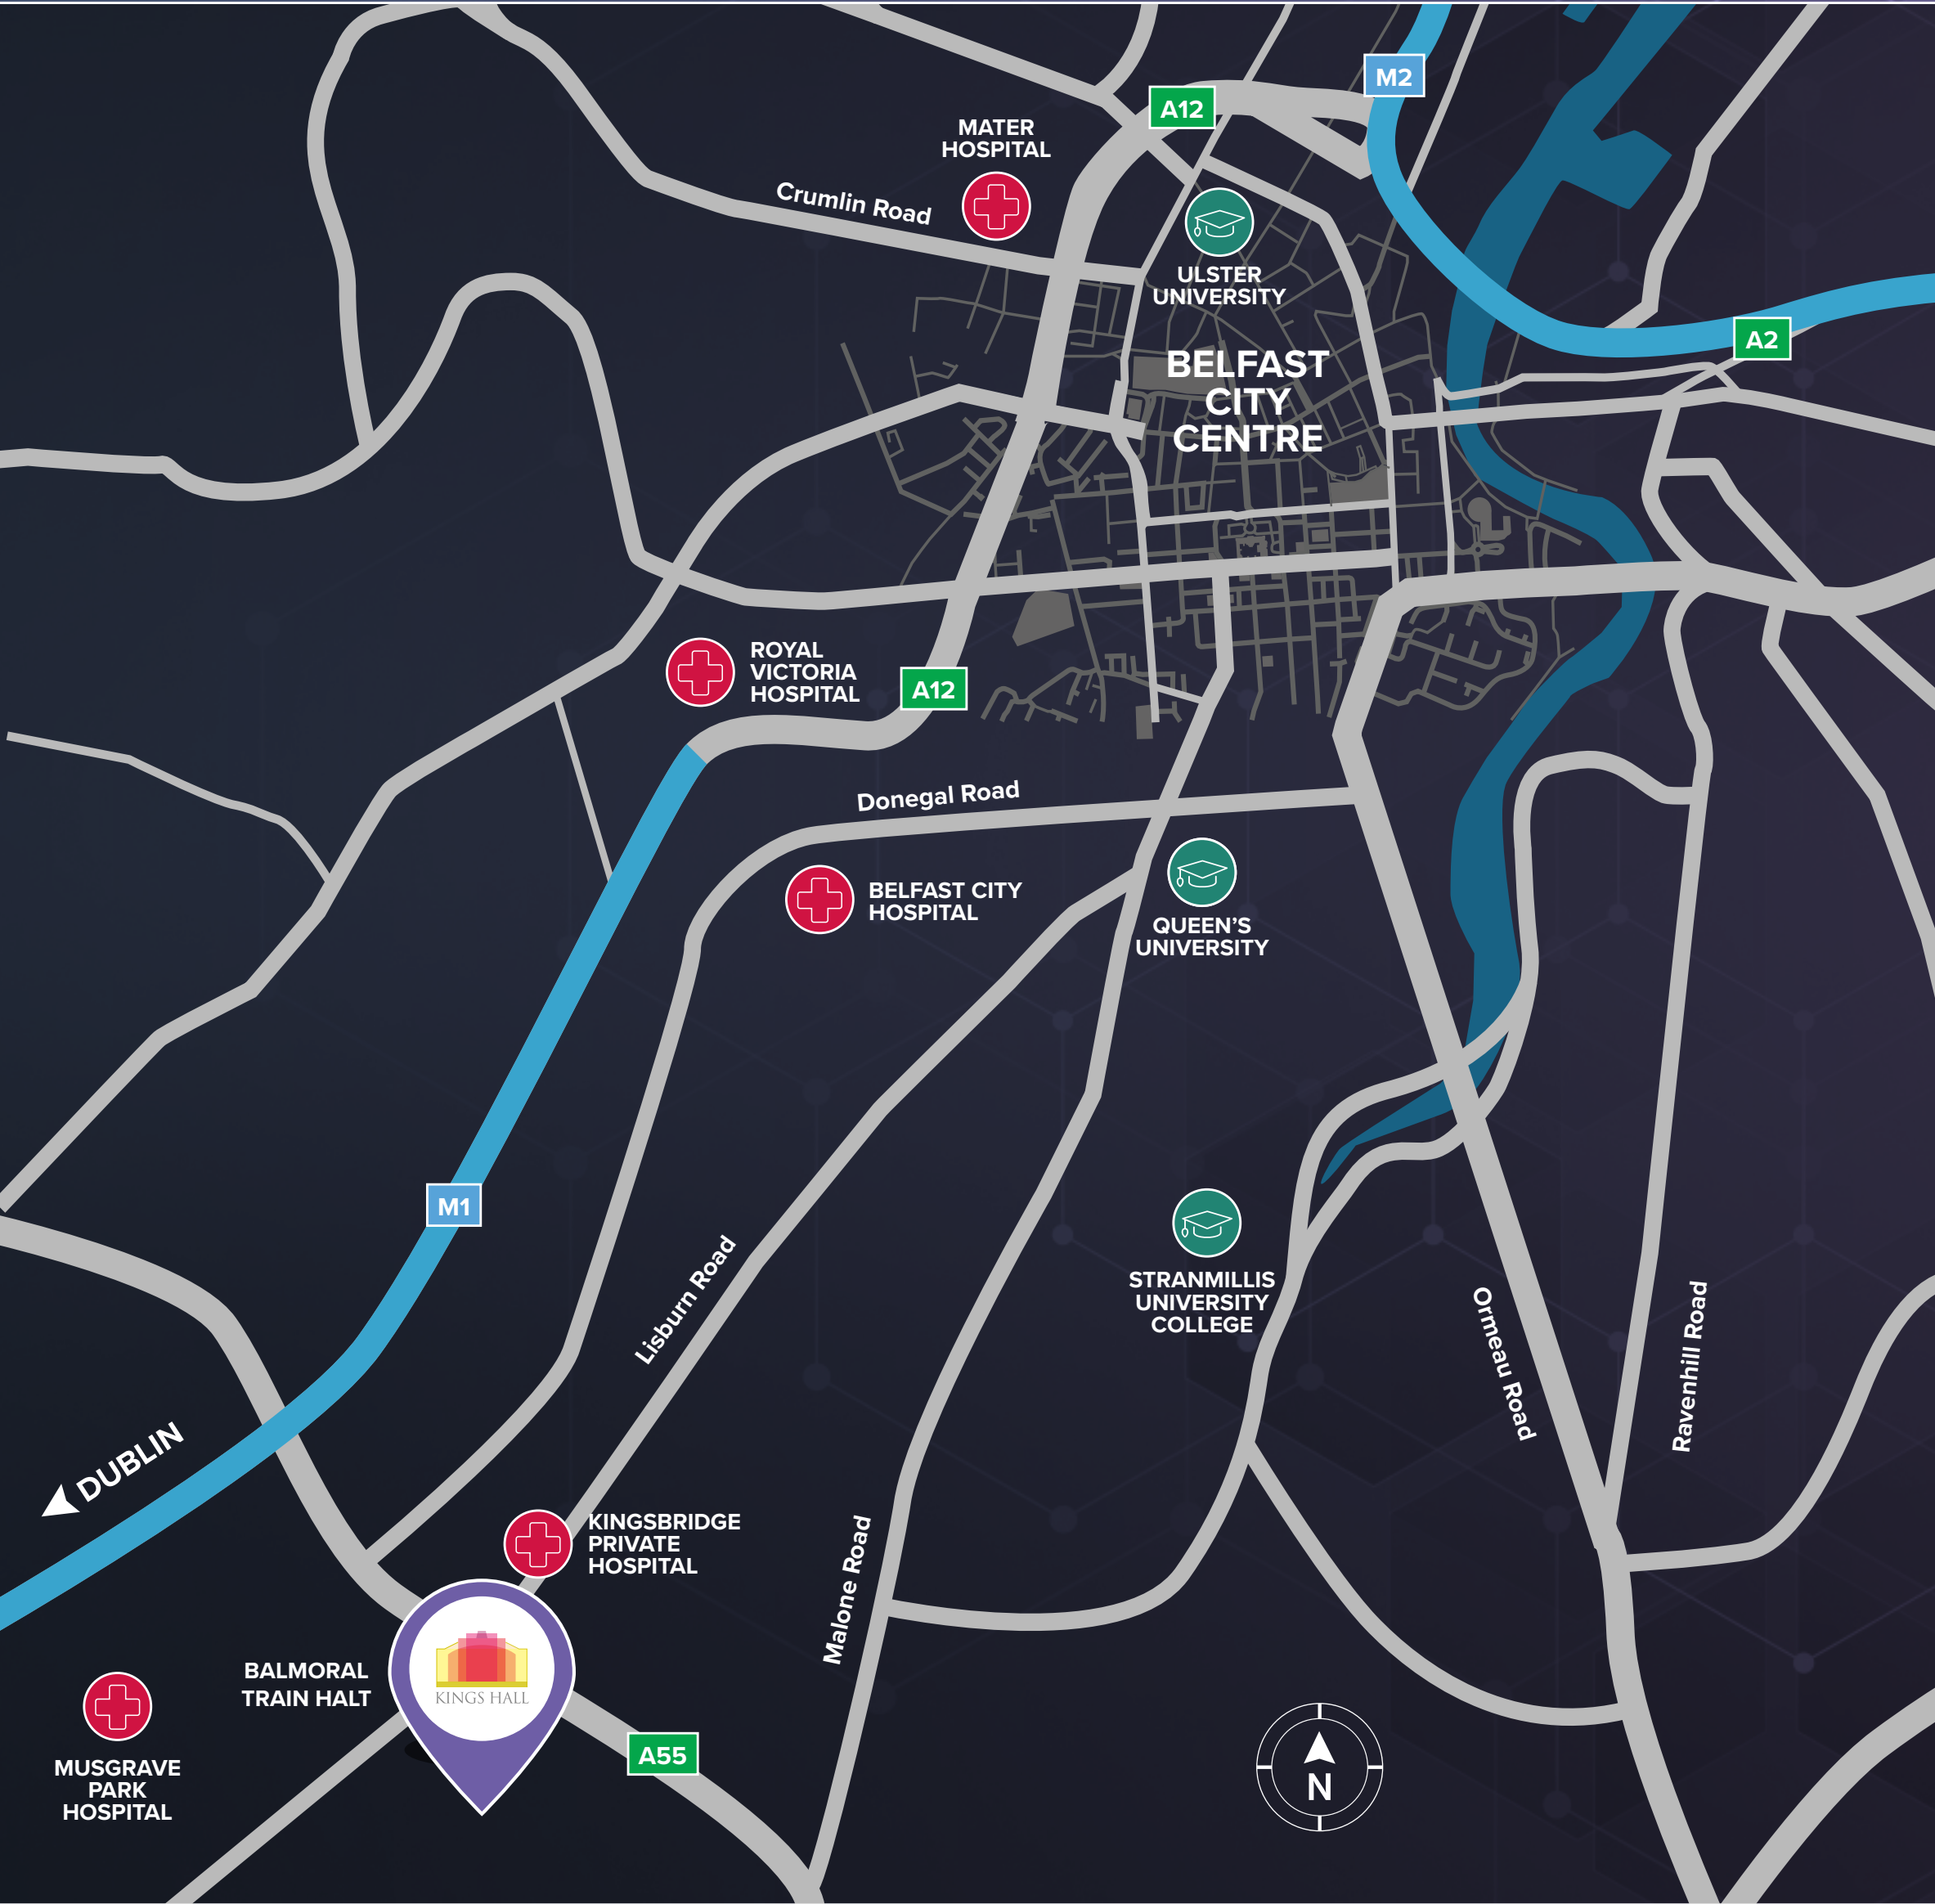 M2
A12
MATER
HOSPITAL
Crumlin Road
ULSTER
UNIVERSITY
A2
BELFAST
CITY
CENTRE
ROYAL
VICTORIA
HOSPITAL
A12
Donegal Road
BELFAST CITY
HOSPITAL
QUEEN'S
UNIVERSITY
M1
Lisburn Road
STRANMILLIS
UNIVERSITY
COLLEGE
Ormeau Road
Ravenhill Road
DUBLIN
KINGSBRIDGE
PRIVATE
HOSPITAL
Malone Road
BALMORAL
TRAIN HALT
KINGS HALL
A55
MUSGRAVE
PARK
HOSPITAL
N